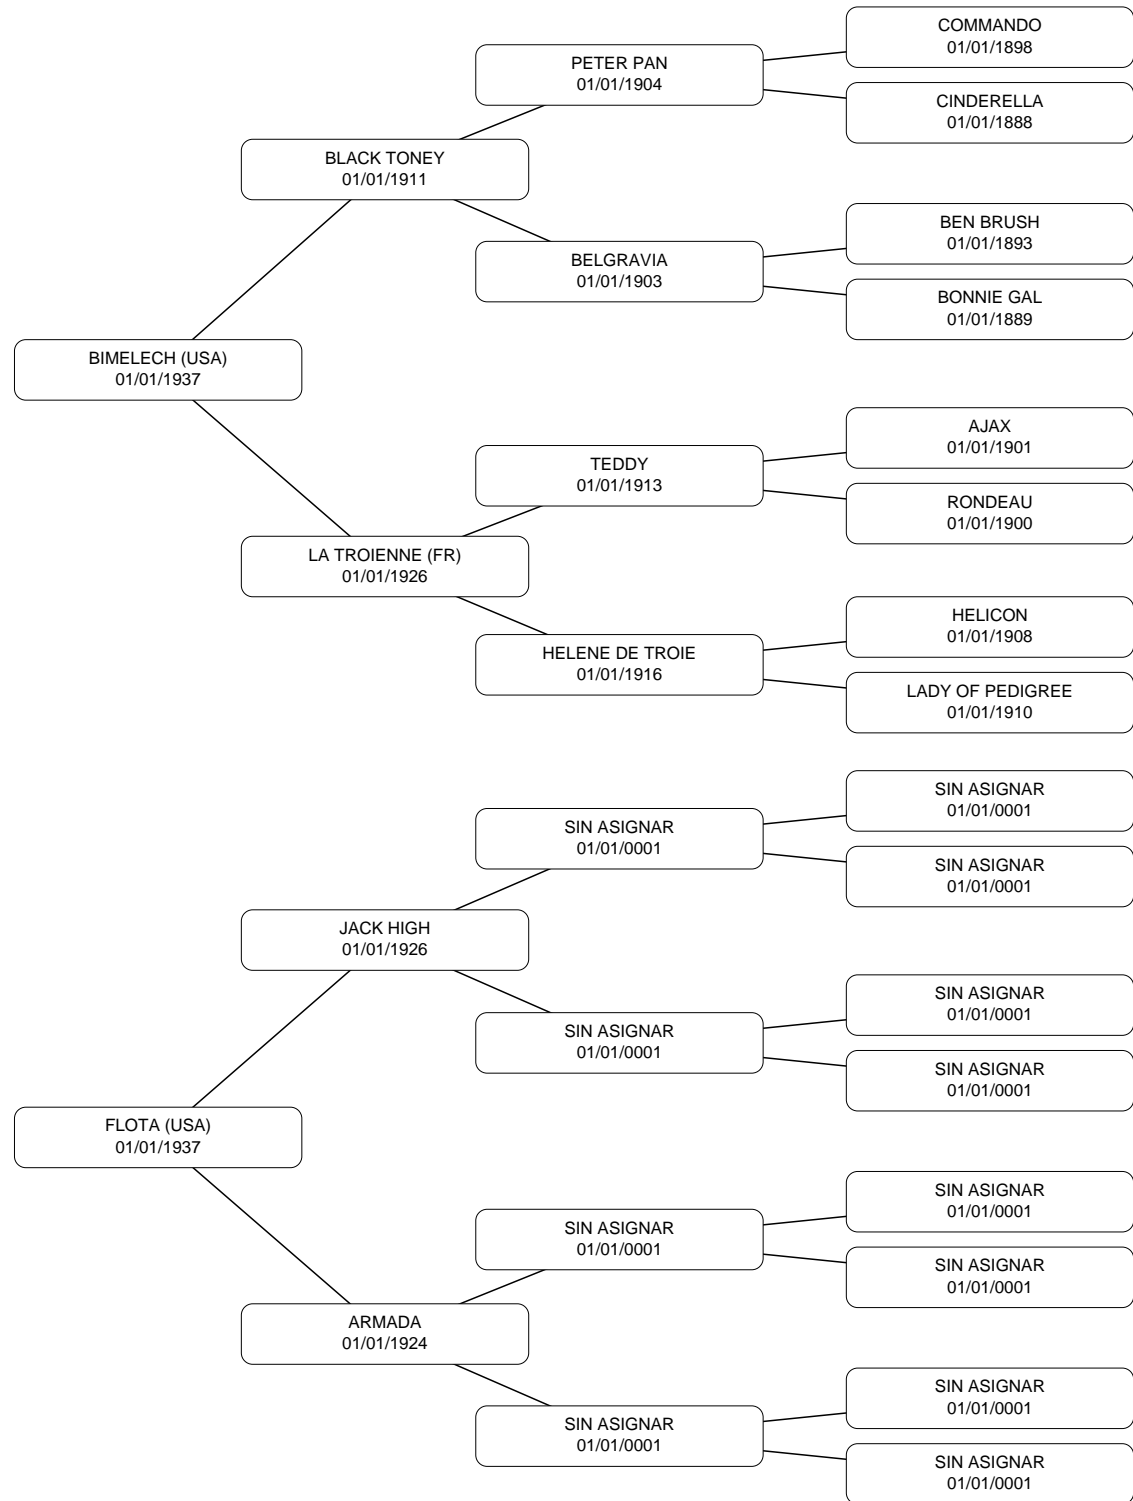 COMMANDO
01/01/1898
PETER PAN
01/01/1904
CINDERELLA
01/01/1888
BLACK TONEY
01/01/1911
BEN BRUSH
01/01/1893
BELGRAVIA
01/01/1903
BONNIE GAL
01/01/1889
BIMELECH (USA)
01/01/1937
AJAX
01/01/1901
TEDDY
01/01/1913
RONDEAU
01/01/1900
LA TROIENNE (FR)
01/01/1926
HELICON
01/01/1908
HELENE DE TROIE
01/01/1916
LADY OF PEDIGREE
01/01/1910
SIN ASIGNAR
01/01/0001
SIN ASIGNAR
01/01/0001
SIN ASIGNAR
01/01/0001
JACK HIGH
01/01/1926
SIN ASIGNAR
01/01/0001
SIN ASIGNAR
01/01/0001
SIN ASIGNAR
01/01/0001
FLOTA (USA)
01/01/1937
SIN ASIGNAR
01/01/0001
SIN ASIGNAR
01/01/0001
SIN ASIGNAR
01/01/0001
ARMADA
01/01/1924
SIN ASIGNAR
01/01/0001
SIN ASIGNAR
01/01/0001
SIN ASIGNAR
01/01/0001